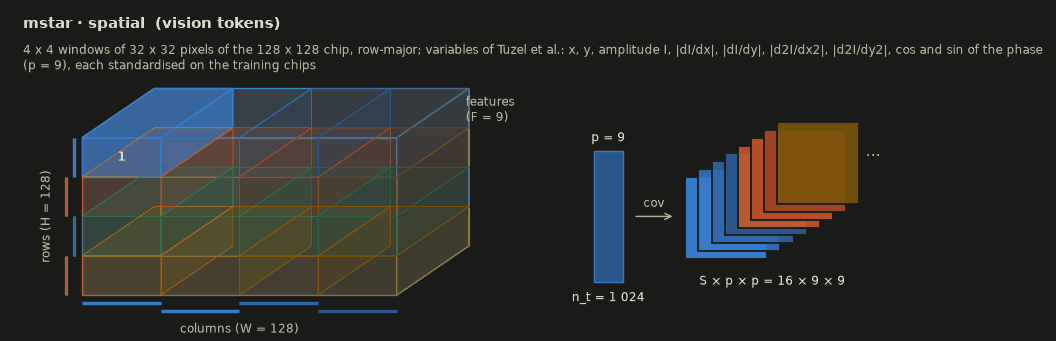 mstar · spatial  (vision tokens)
4 x 4 windows of 32 x 32 pixels of the 128 x 128 chip, row-major; variables of Tuzel et al.: x, y, amplitude I, |dI/dx|, |dI/dy|, |d2I/dx2|, |d2I/dy2|, cos and sin of the phase
(p = 9), each standardised on the training chips
features
(F = 9)
1
rows (H = 128)
columns (W = 128)
p = 9
n_t = 1 024
cov
...
S × p × p = 16 × 9 × 9